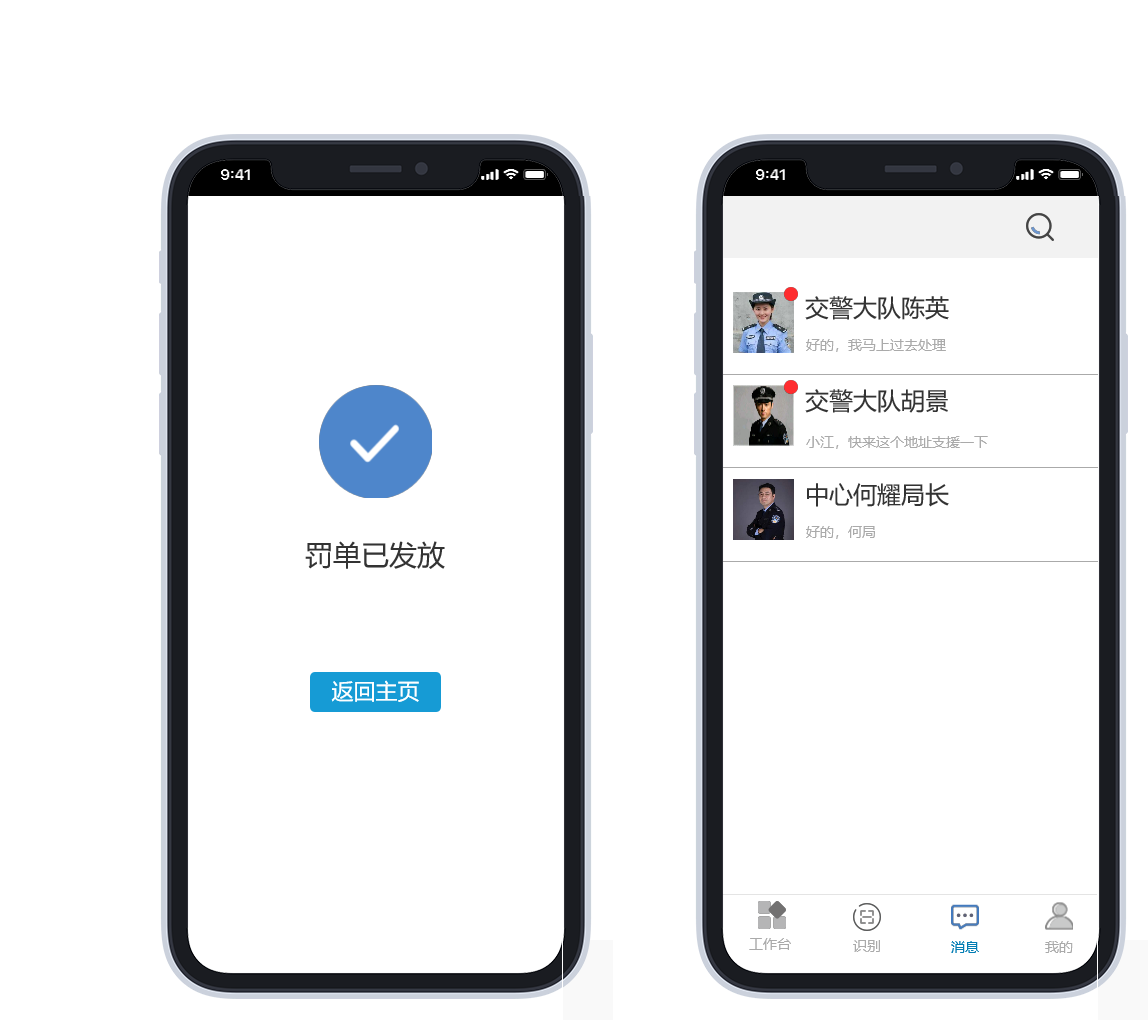 9:41
罚单已发放
返回主页
9:41
交警大队陈英
好的，我马上过去处理
交警大队胡景
小江，快来这个地址支援一下
中心何耀局长
好的，何局
工作台
识别
消息
我的